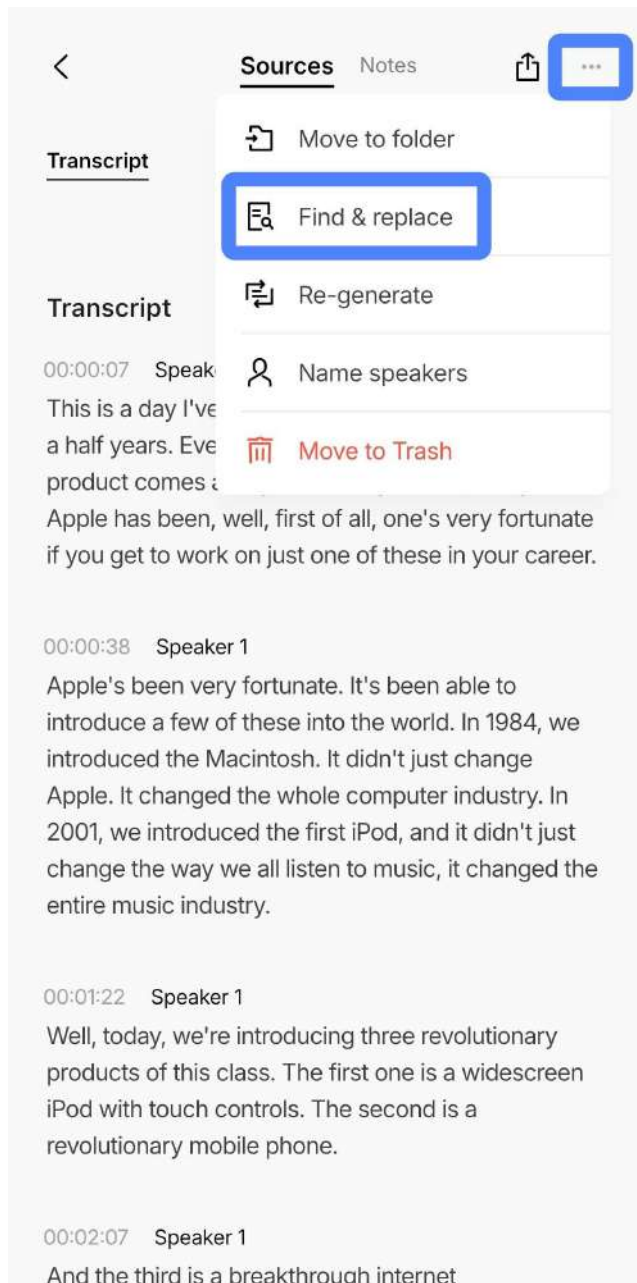 Sources Notes
Transcript
Move to folder
Find & replace
Re-generate
Name speakers
Move to Trash
Transcript
00:00:07 Speak
This is a day I've
a half years. Eve
product comes
Apple has been, well, first of all, one's very fortunate
if you get to work on just one of these in your career.
00:00:38 Speaker 1
Apple's been very fortunate. It's been able to
introduce a few of these into the world. In 1984, we
introduced the Macintosh. It didn't just change
Apple. It changed the whole computer industry. In
2001, we introduced the first iPod, and it didn't just
change the way we all listen to music, it changed the
entire music industry.
00:01:22 Speaker 1
Well, today, we're introducing three revolutionary
products of this class. The first one is a widescreen
iPod with touch controls. The second is a
revolutionary mobile phone.
00:02:07 Speaker 1
And the third is a breakthrough internet